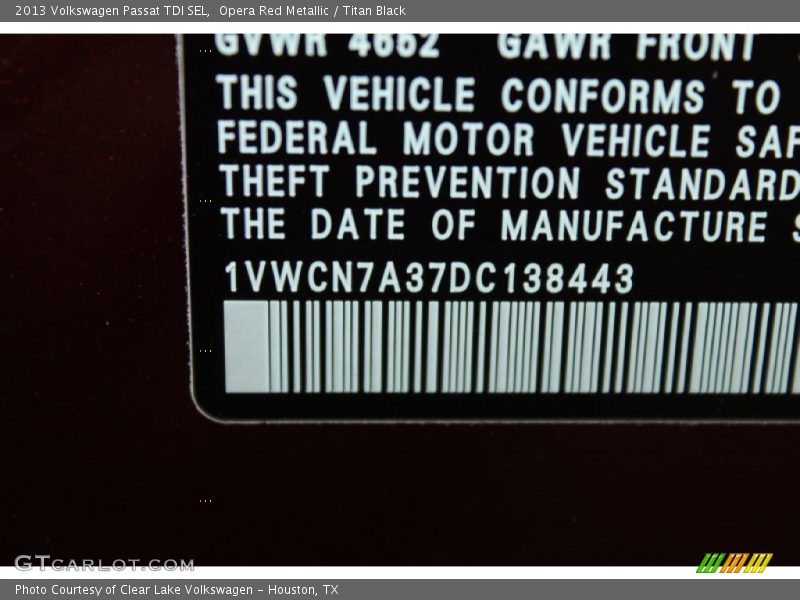 2013 Volkswagen Passat TDI SEL, Opera Red Metallic / Titan Black
GVWR 4662 GAWR FRONT
THIS VEHICLE CONFORMS TO
FEDERAL MOTOR VEHICLE SAF
THEFT PREVENTION STANDARD
THE DATE OF MANUFACTURE S
1VWCN7A37DC138443
GTCARLOT.COM
Photo Courtesy of Clear Lake Volkswagen - Houston, TX